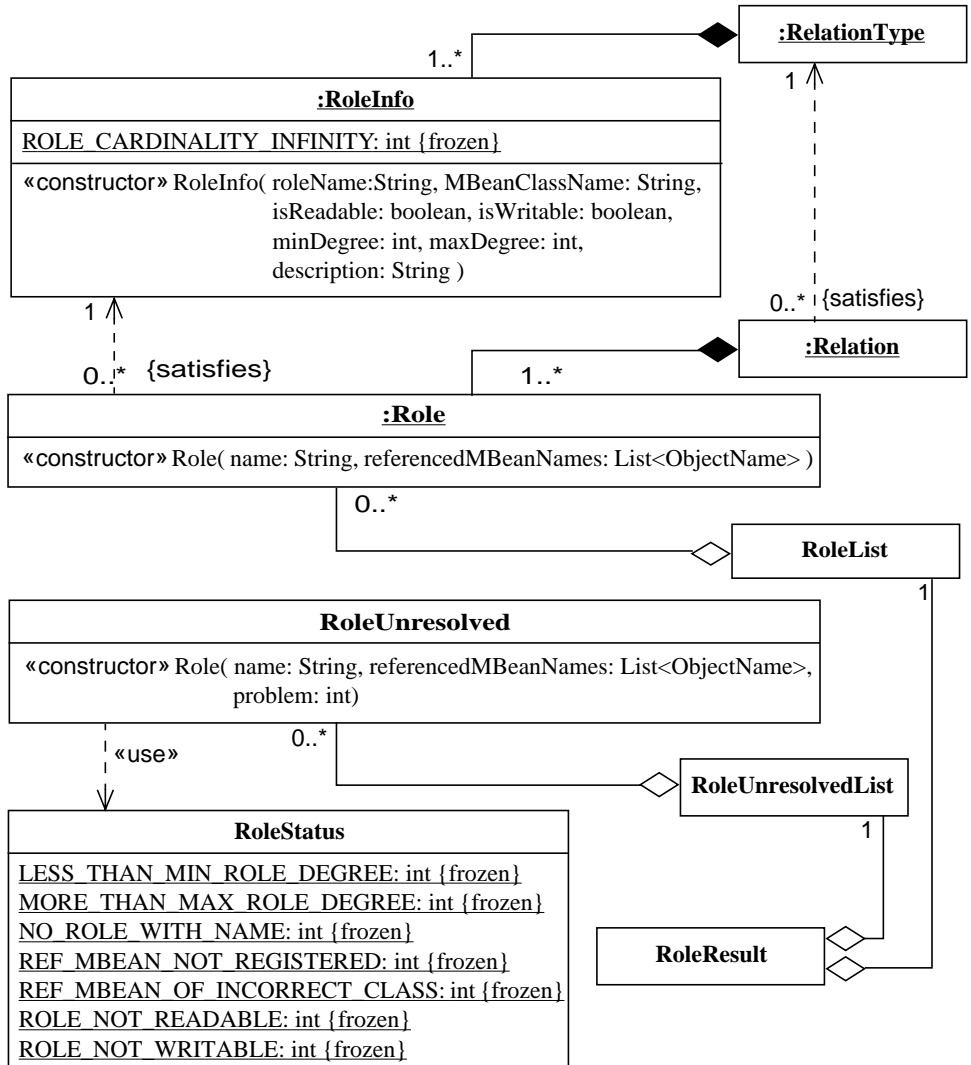 :RelationType
1..*
1
:RoleInfo
ROLE_CARDINALITY_INFINITY: int {frozen}
«constructor» RoleInfo( roleName:String, MBeanClassName: String,
isReadable: boolean, isWritable: boolean,
minDegree: int, maxDegree: int,
description: String )
1
0..* {satisfies}
:Relation
0..* {satisfies}
1..*
:Role
«constructor» Role( name: String, referencedMBeanNames: List<ObjectName> )
0..*
RoleList
1
RoleUnresolved
«constructor» Role( name: String, referencedMBeanNames: List<ObjectName>,
problem: int)
«use»
0..*
RoleUnresolvedList
1
RoleStatus
LESS_THAN_MIN_ROLE_DEGREE: int {frozen}
MORE_THAN_MAX_ROLE_DEGREE: int {frozen}
NO_ROLE_WITH_NAME: int {frozen}
REF_MBEAN_NOT_REGISTERED: int {frozen}
REF_MBEAN_OF_INCORRECT_CLASS: int {frozen}
ROLE_NOT_READABLE: int {frozen}
ROLE_NOT_WRITABLE: int {frozen}
RoleResult